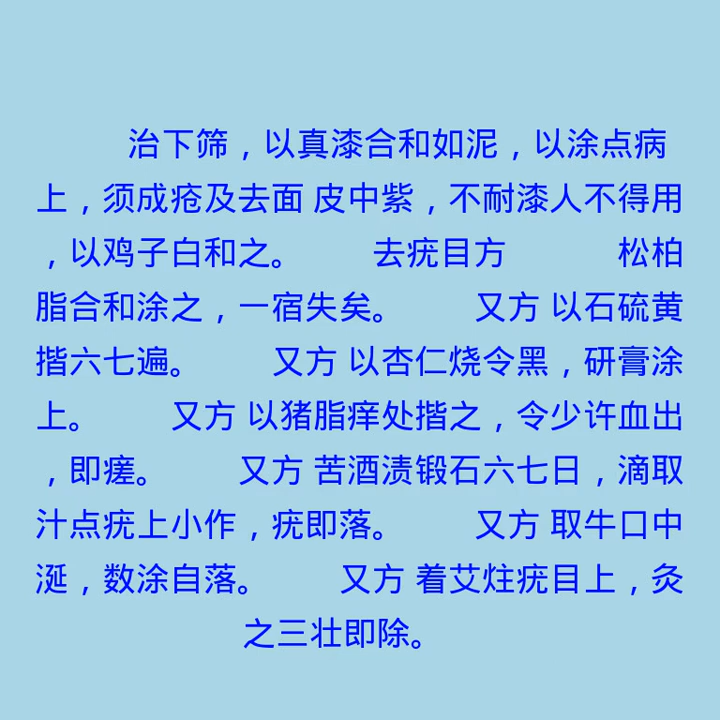 治下筛，以真漆合和如泥，以涂点病
上，须成疮及去面 皮中紫，不耐漆人不得用
，以鸡子白和之。 去疣目方 松柏
脂合和涂之，一宿失矣。 又方 以石硫黄
揩六七遍。 又方 以杏仁烧令黑，研膏涂
上。 又方 以猪脂痒处揩之，令少许血出
，即瘥。 又方 苦酒渍锻石六七日，滴取
汁点疣上小作，疣即落。 又方 取牛口中
涎，数涂自落。 又方 着艾炷疣目上，灸
之三壮即除。